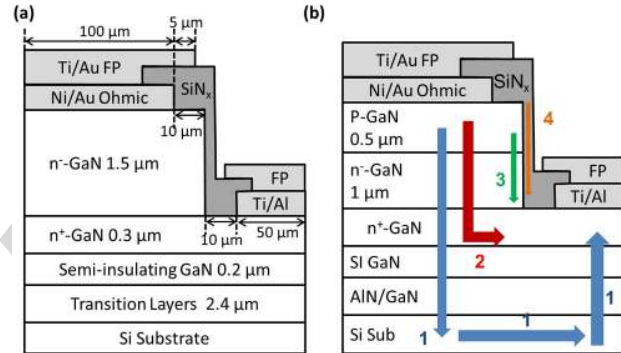 (a)
100 μm
5 μm
Ti/Au FP
SiNx
Ni/Au Ohmic
10 μm
n⁻-GaN 1.5 μm
FP
Ti/Al
n⁺-GaN 0.3 μm
10 μm
50 μm
Semi-insulating GaN 0.2 μm
Transition Layers 2.4 μm
Si Substrate
(b)
Ti/Au FP
SiNx
Ni/Au Ohmic
P-GaN
0.5 μm
4
n⁻-GaN
1 μm
3
FP
Ti/Al
n⁺-GaN
2
SI GaN
AlN/GaN
1
Si Sub
1
1